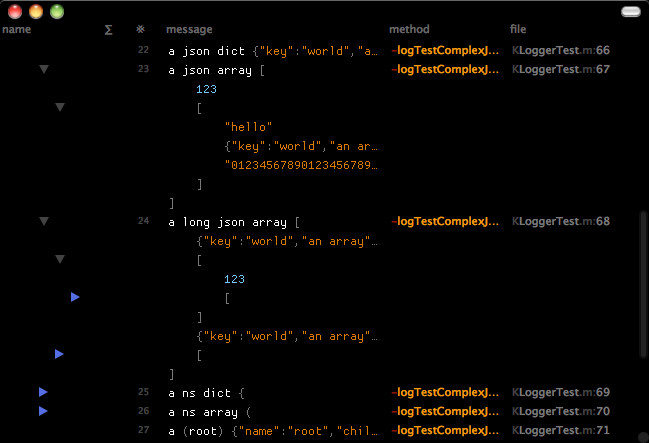 name Σ ※ message method file
22 a json dict {"key":"world","a… -logTestComplexJ... KLoggerTest.m:66
23 a json array [ -logTestComplexJ... KLoggerTest.m:67
123
[
"hello"
{"key":"world","an ar…
"01234567890123456789…
]
]
24 a long json array [ -logTestComplexJ... KLoggerTest.m:68
{"key":"world","an array"…
[
123
[
]
{"key":"world","an array"…
[
]
25 a ns dict { -logTestComplexJ... KLoggerTest.m:69
26 a ns array ( -logTestComplexJ... KLoggerTest.m:70
27 a (root) {"name":"root","chil… -logTestComplexJ... KLoggerTest.m:71